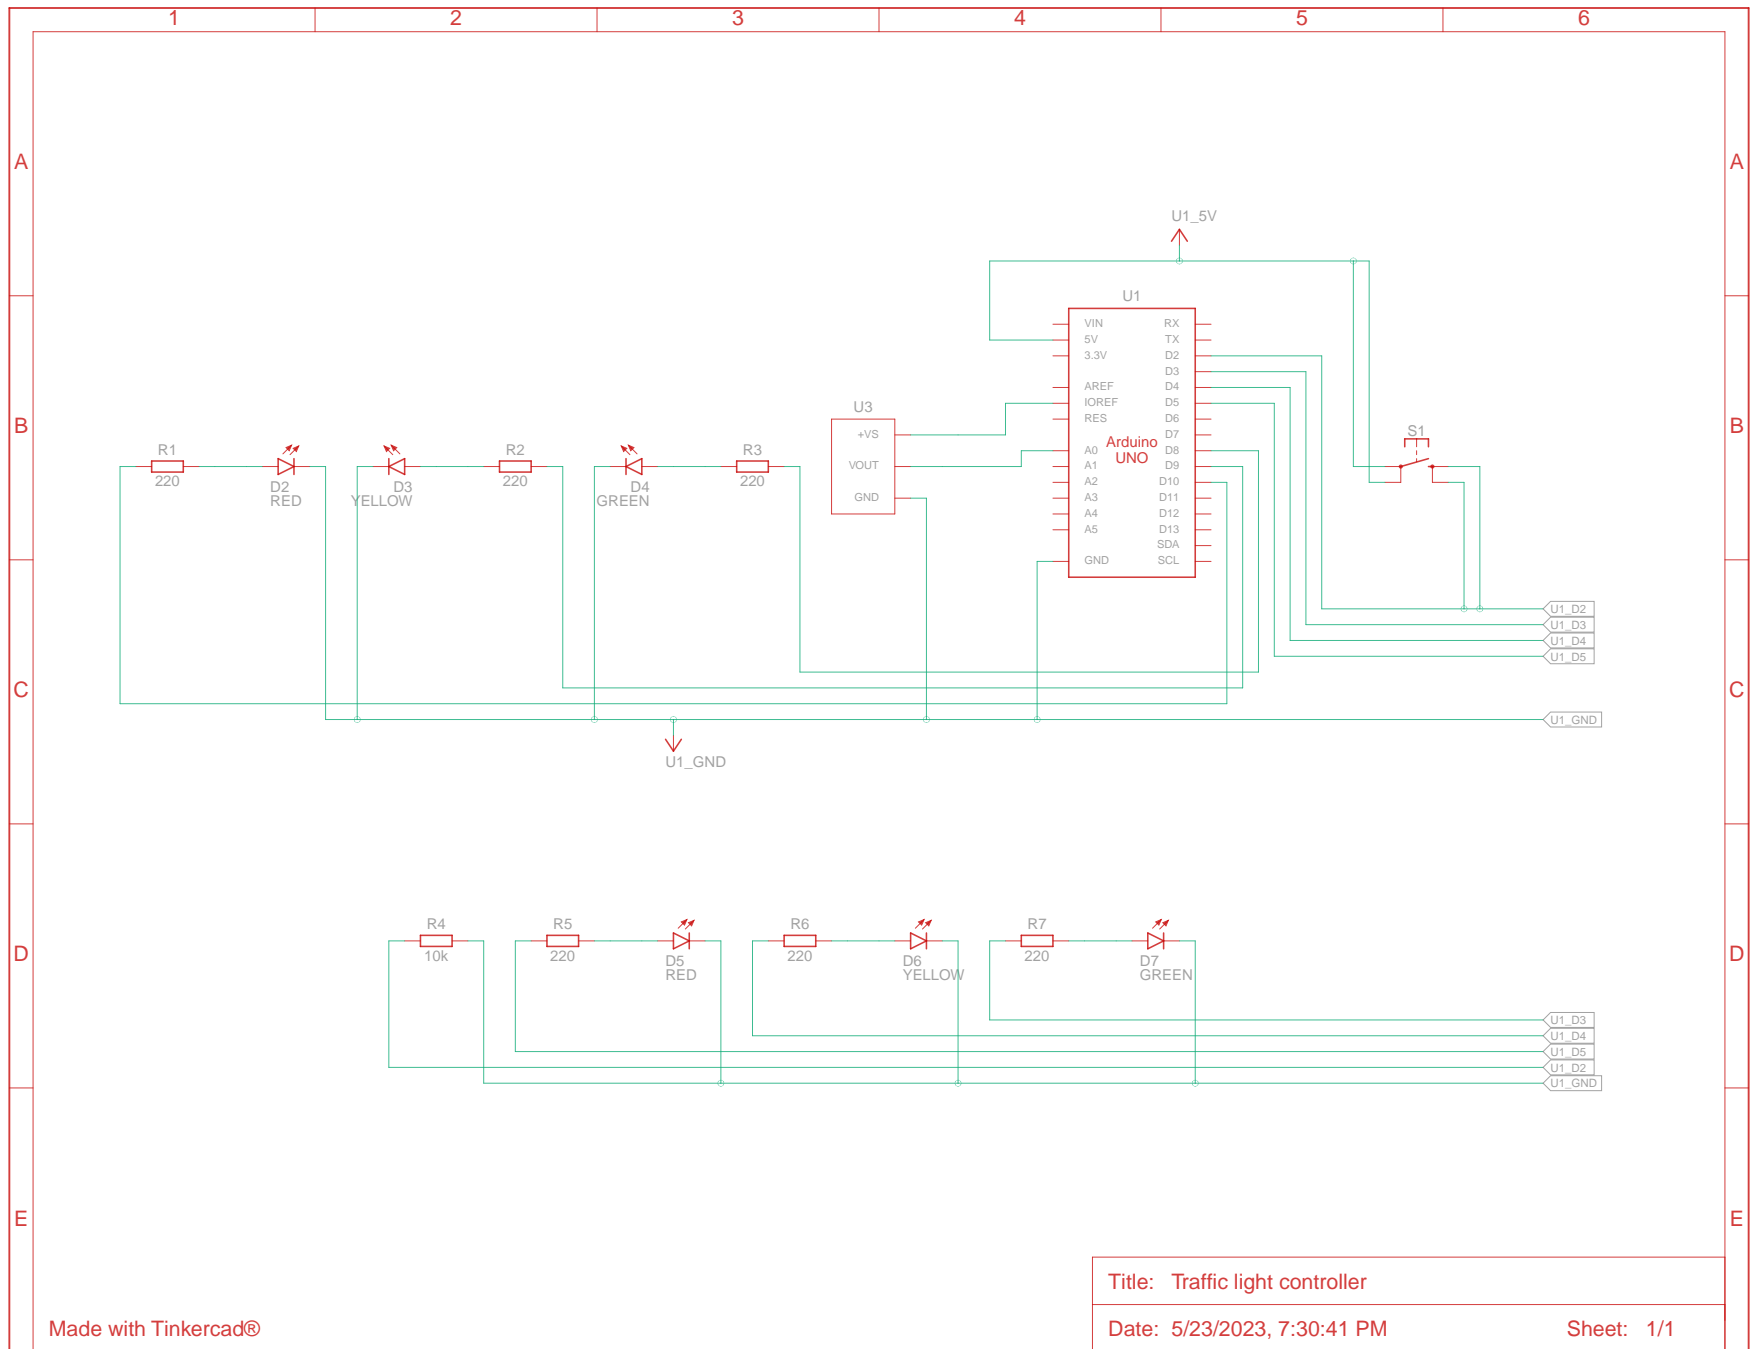 1 2 3 4 5 6
A A
U1_5V
U1
VIN RX
5V TX
3.3V D2
D3
AREF D4
IOREF D5
RES D6
D7
A0 D8
A1 D9
A2 D10
A3 D11
A4 D12
A5 D13
SDA
GND SCL
Arduino
UNO
U3
+VS
VOUT
GND
B B
S1
R1
220
D2
RED
D3
YELLOW
R2
220
D4
GREEN
R3
220
U1_D2
U1_D3
U1_D4
U1_D5
C C
U1_GND
U1_GND
R4
10k
R5
220
D5
RED
R6
220
D6
YELLOW
R7
220
D7
GREEN
D D
U1_D3
U1_D4
U1_D5
U1_D2
U1_GND
E E
Title: Traffic light controller
Made with Tinkercad®
Date: 5/23/2023, 7:30:41 PM Sheet: 1/1